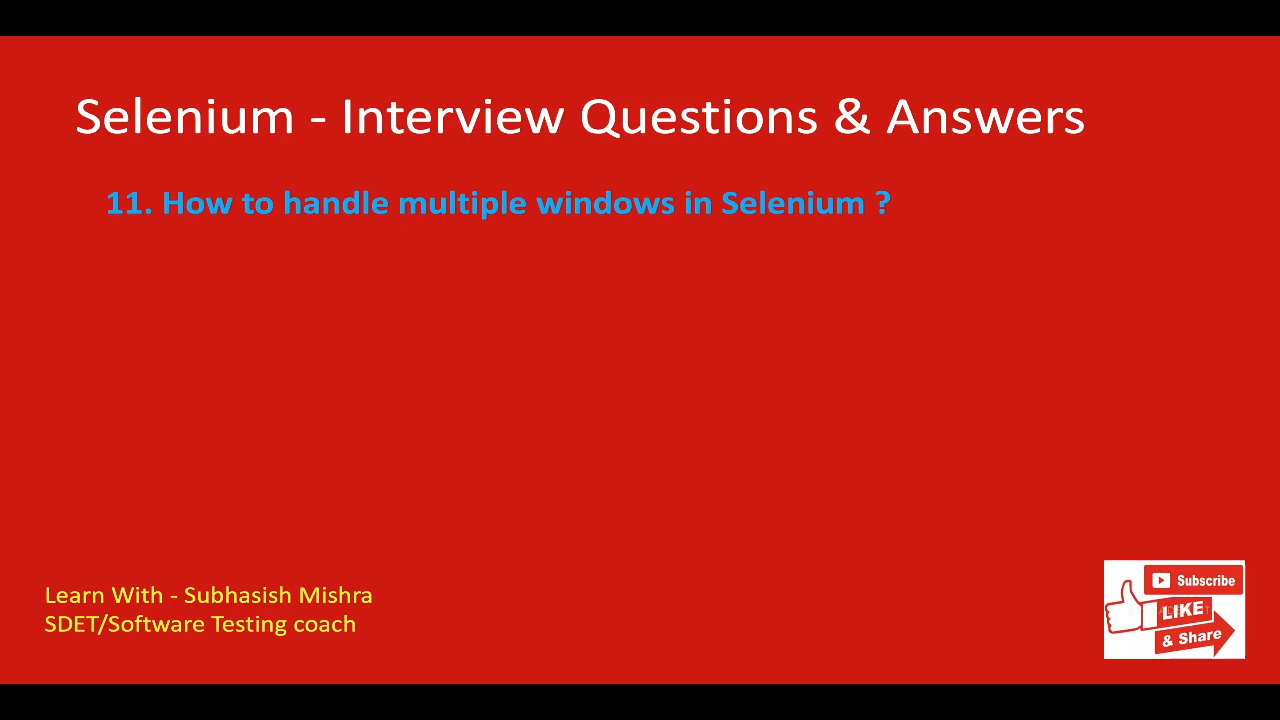 Selenium - Interview Questions & Answers
11. How to handle multiple windows in Selenium ?
Learn With - Subhasish Mishra
SDET/Software Testing coach
Subscribe
LIKE
& Share